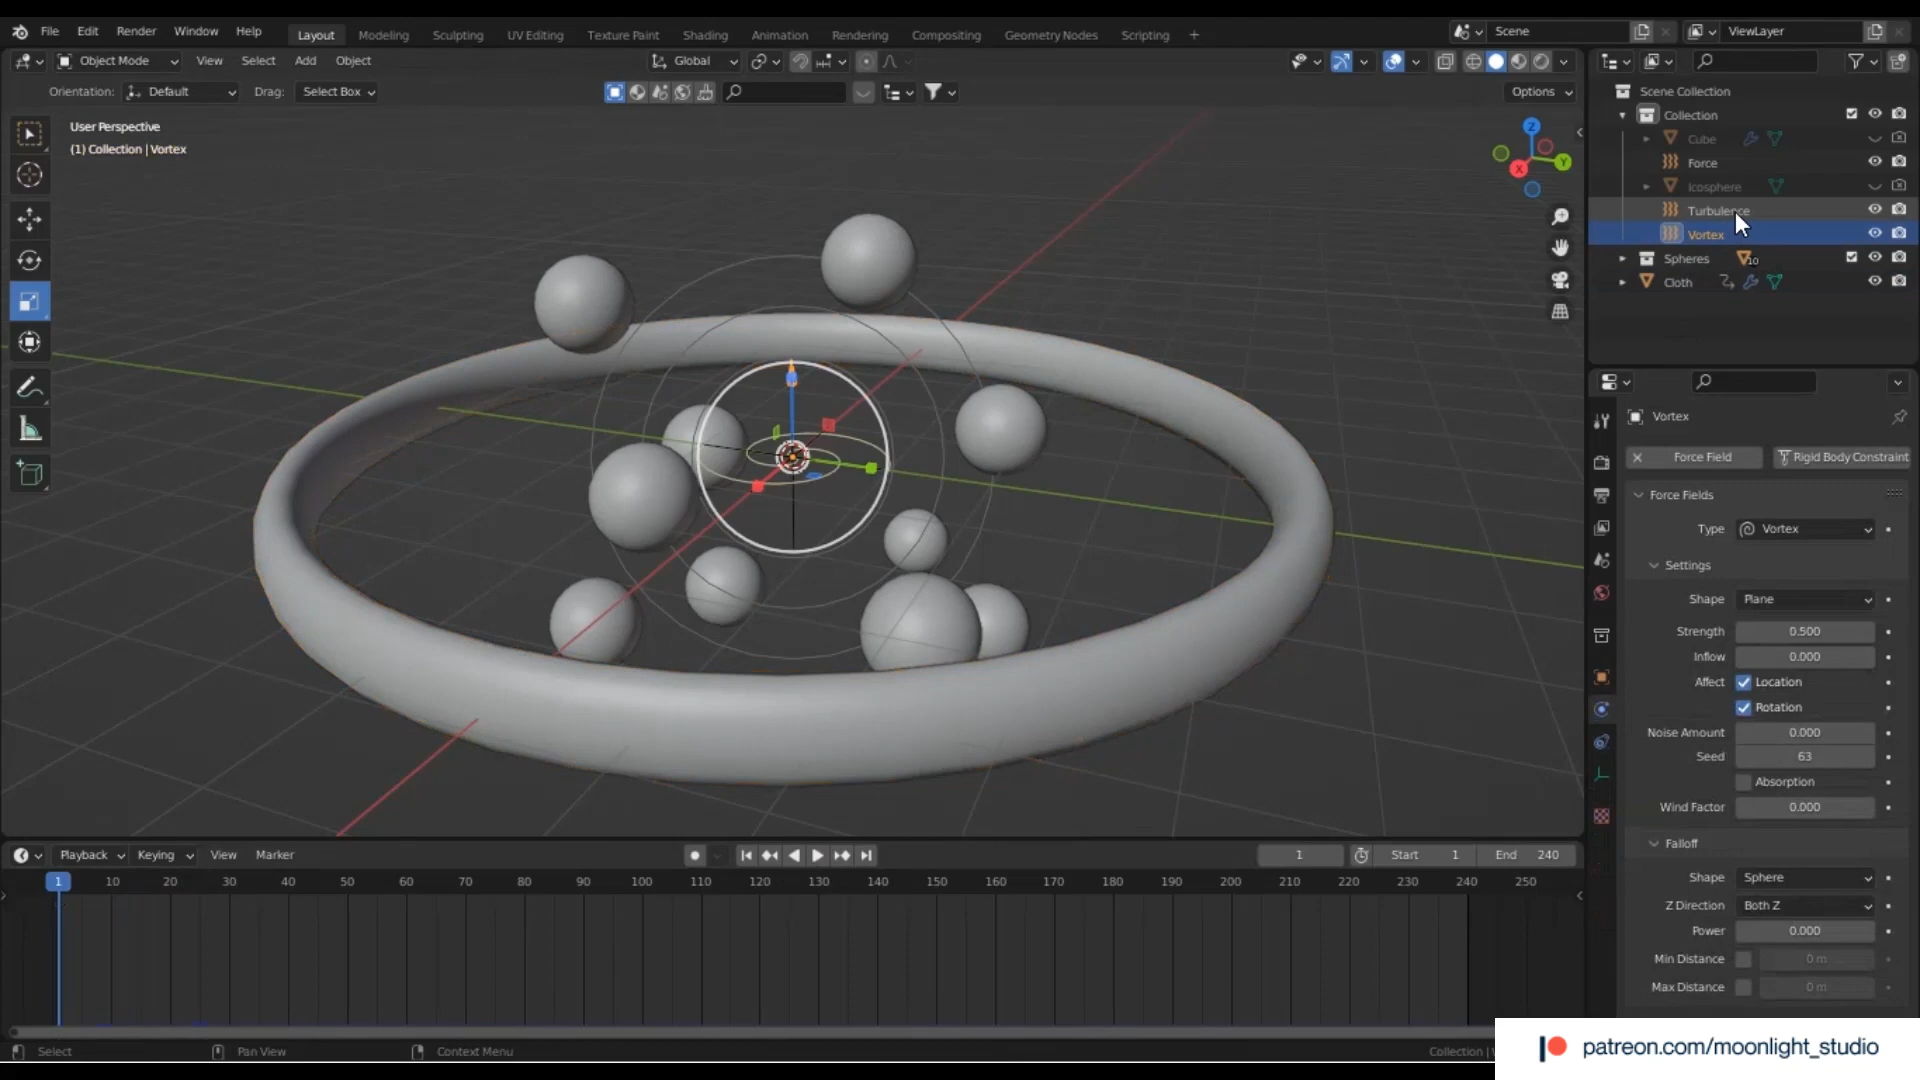 File Edit Render Window Help Layout Modeling Sculpting UV Editing Texture Paint Shading Animation Rendering Compositing Geometry Nodes Scripting + Scene ViewLayer
Object Mode View Select Add Object Global
Orientation: Default Drag: Select Box Options
User Perspective
(1) Collection | Vortex
Z
Y
X
Scene Collection
Collection
Cube
Force
Icosphere
Turbulence
Vortex
Spheres 10
Cloth
Vortex
Force Field Rigid Body Constraint
Force Fields
Type Vortex
Settings
Shape Plane
Strength 0.500
Inflow 0.000
Affect Location
Rotation
Noise Amount 0.000
Seed 63
Absorption
Wind Factor 0.000
Falloff
Shape Sphere
Z Direction Both Z
Power 0.000
Min Distance 0 m
Max Distance 0 m
Playback Keying View Marker 1 Start 1 End 240
1 10 20 30 40 50 60 70 80 90 100 110 120 130 140 150 160 170 180 190 200 210 220 230 240 250
Select Pan View Context Menu Collection |
patreon.com/moonlight_studio